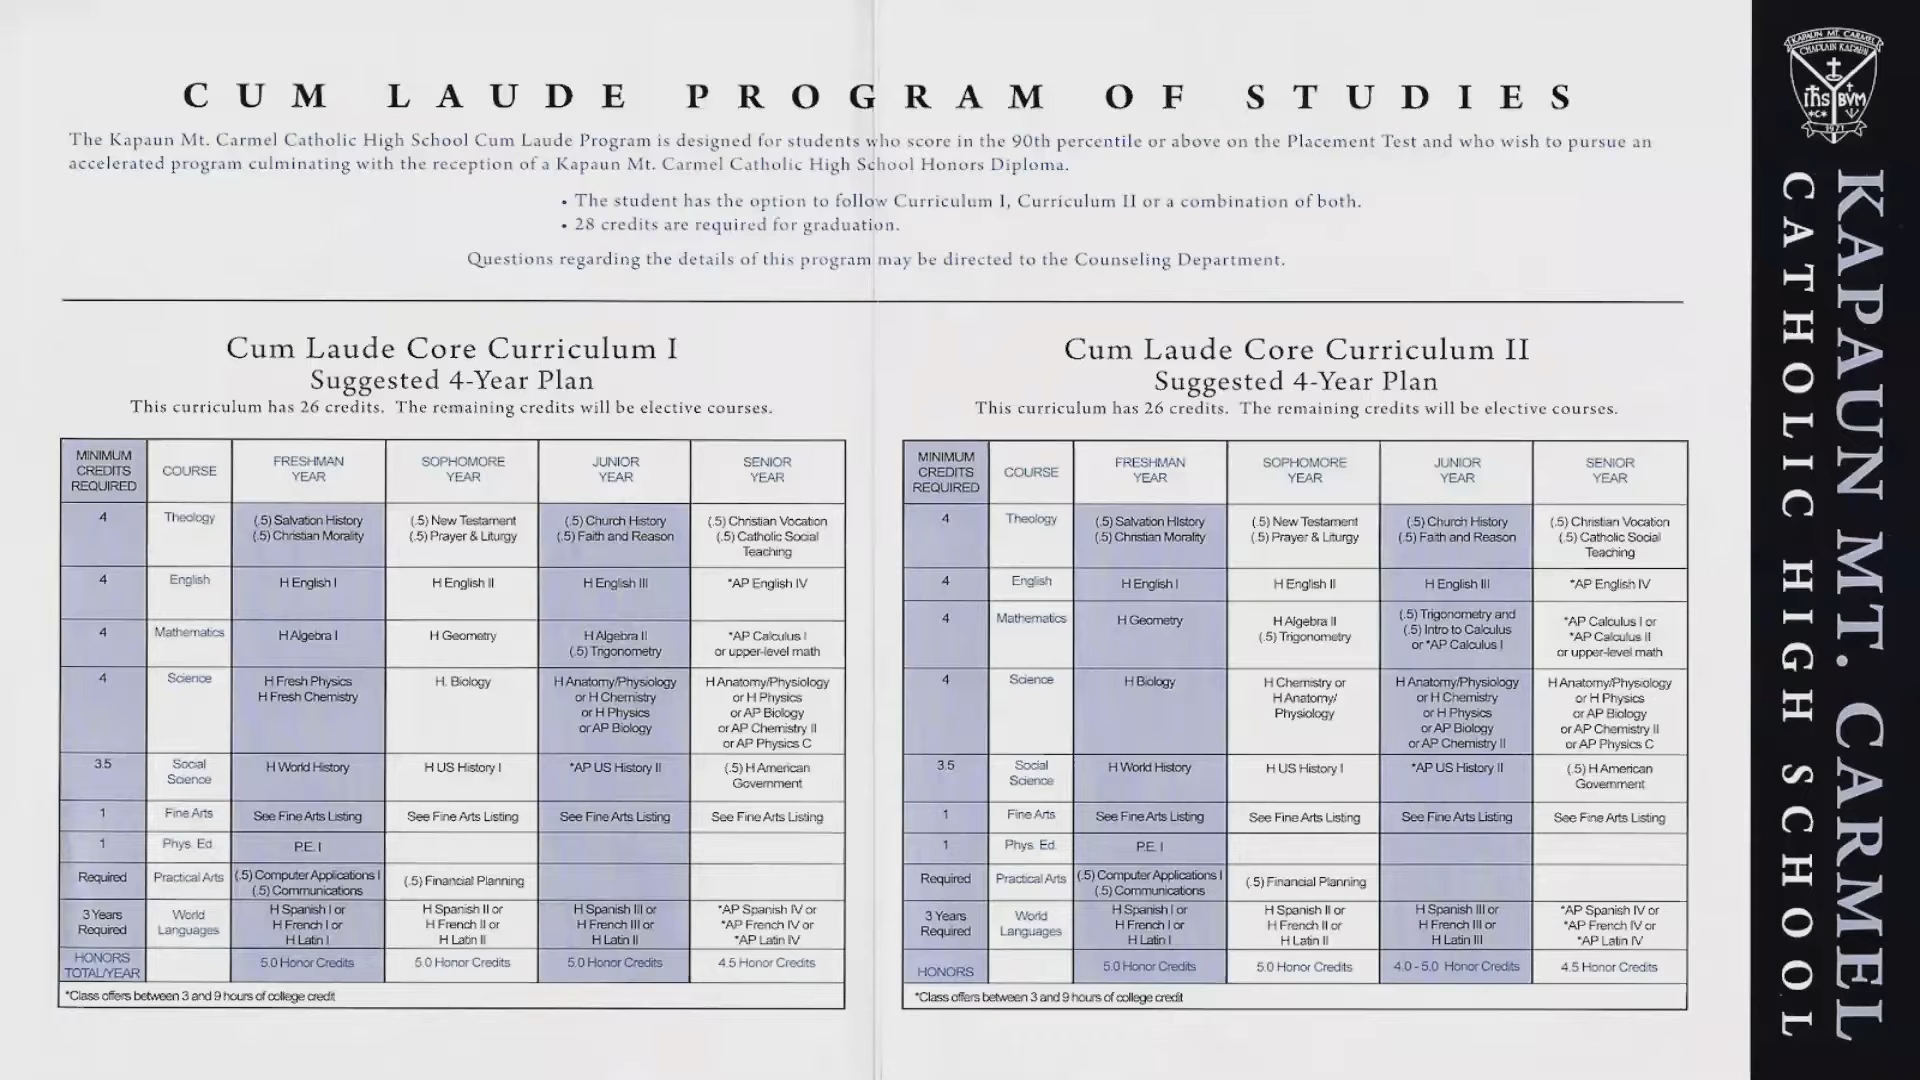 CUM LAUDE PROGRAM OF STUDIES
The Kapaun Mt. Carmel Catholic High School Cum Laude Program is designed for students who score in the 90th percentile or above on the Placement Test and who wish to pursue an
accelerated program culminating with the reception of a Kapaun Mt. Carmel Catholic High School Honors Diploma.
• The student has the option to follow Curriculum I, Curriculum II or a combination of both.
• 28 credits are required for graduation.
Questions regarding the details of this program may be directed to the Counseling Department.
Cum Laude Core Curriculum I
Suggested 4-Year Plan
This curriculum has 26 credits. The remaining credits will be elective courses.
MINIMUM CREDITS REQUIRED COURSE FRESHMAN YEAR SOPHOMORE YEAR JUNIOR YEAR SENIOR YEAR
4 Theology (.5) Salvation History (.5) New Testament (.5) Church History (.5) Christian Vocation
(.5) Christian Morality (.5) Prayer & Liturgy (.5) Faith and Reason (.5) Catholic Social
Teaching
4 English H English I H English II H English III *AP English IV
4 Mathematics H Algebra I H Geometry H Algebra II *AP Calculus I
(.5) Trigonometry or upper-level math
4 Science H Fresh Physics H. Biology H Anatomy/Physiology H Anatomy/Physiology
H Fresh Chemistry or H Chemistry or H Physics
or H Physics or AP Biology
or AP Biology or AP Chemistry II
or AP Physics C
3.5 Social H World History H US History I *AP US History II (.5) H American
Science Government
1 Fine Arts See Fine Arts Listing See Fine Arts Listing See Fine Arts Listing See Fine Arts Listing
1 Phys. Ed. P.E. I
Required Practical Arts (.5) Computer Applications I (.5) Financial Planning
(.5) Communications
3 Years World H Spanish I or H Spanish II or H Spanish III or *AP Spanish IV or
Required Languages H French I or H French II or H French III or *AP French IV or
H Latin I H Latin II H Latin II *AP Latin IV
HONORS
TOTAL/YEAR 5.0 Honor Credits 5.0 Honor Credits 5.0 Honor Credits 4.5 Honor Credits
*Class offers between 3 and 9 hours of college credit
Cum Laude Core Curriculum II
Suggested 4-Year Plan
This curriculum has 26 credits. The remaining credits will be elective courses.
MINIMUM CREDITS REQUIRED COURSE FRESHMAN YEAR SOPHOMORE YEAR JUNIOR YEAR SENIOR YEAR
4 Theology (.5) Salvation HIstory (.5) New Testament (.5) Church History (.5) Christian Vocation
(.5) Christian Morality (.5) Prayer & Liturgy (.5) Faith and Reason (.5) Catholic Social
Teaching
4 English H English I H English II H English III *AP English IV
4 Mathematics H Geometry H Algebra II (.5) Trigonometry and *AP Calculus I or
(.5) Trigonometry (.5) Intro to Calculus *AP Calculus II
or *AP Calculus I or upper-level math
4 Science H Biology H Chemistry or H Anatomy/Physiology H Anatomy/Physiology
H Anatomy/ or H Chemistry or H Physics
Physiology or H Physics or AP Biology
or AP Biology or AP Chemistry II
or AP Chemistry II or AP Physics C
3.5 Social H World History H US History I *AP US History II (.5) H American
Science Government
1 Fine Arts See Fine Arts Listing See Fine Arts Listing See Fine Arts Listing See Fine Arts Listing
1 Phys. Ed. P.E. I
Required Practical Arts (.5) Computer Applications I (.5) Financial Planning
(.5) Communications
3 Years World H Spanish I or H Spanish II or H Spanish III or *AP Spanish IV or
Required Languages H French I or H French II or H French III or *AP French IV or
H Latin I H Latin II H Latin III *AP Latin IV
HONORS 5.0 Honor Credits 5.0 Honor Credits 4.0 - 5.0 Honor Credits 4.5 Honor Credits
*Class offers between 3 and 9 hours of college credit
KAPAUN MT. CARMEL
CHAPLAIN KAPAUN
IHS BVM
1971
KAPAUN MT. CARMEL
CATHOLIC HIGH SCHOOL